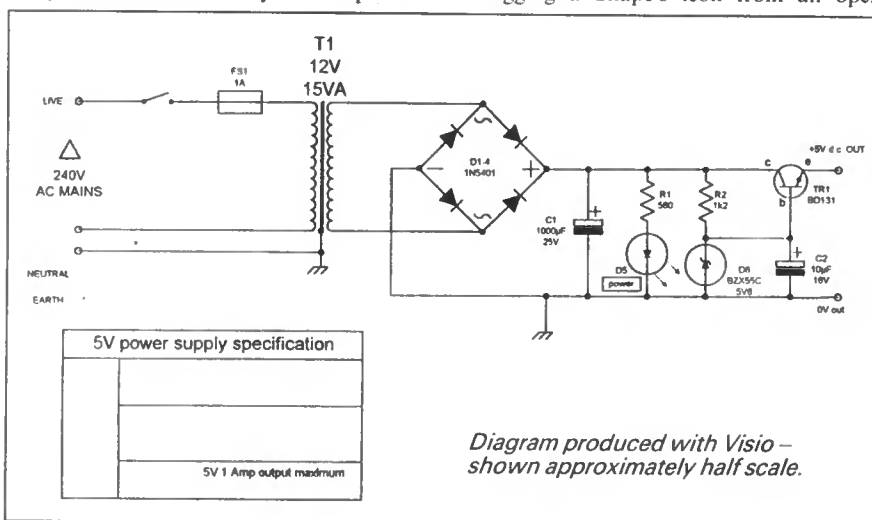 from an
T1
12V
15VA
FS1
1A
LIVE
240V
AC MAINS
NEUTRAL
EARTH
D1-4
1N5401
C1
1000µF
25V
R1
560
R2
1k2
D5
power
D6
BZX55C
5V6
+5V d c OUT
c
e
b
TR1
BD131
C2
10µF
16V
0V out
5V power supply specification
5V 1 Amp output maximum
Diagram produced with Visio –
shown approximately half scale.